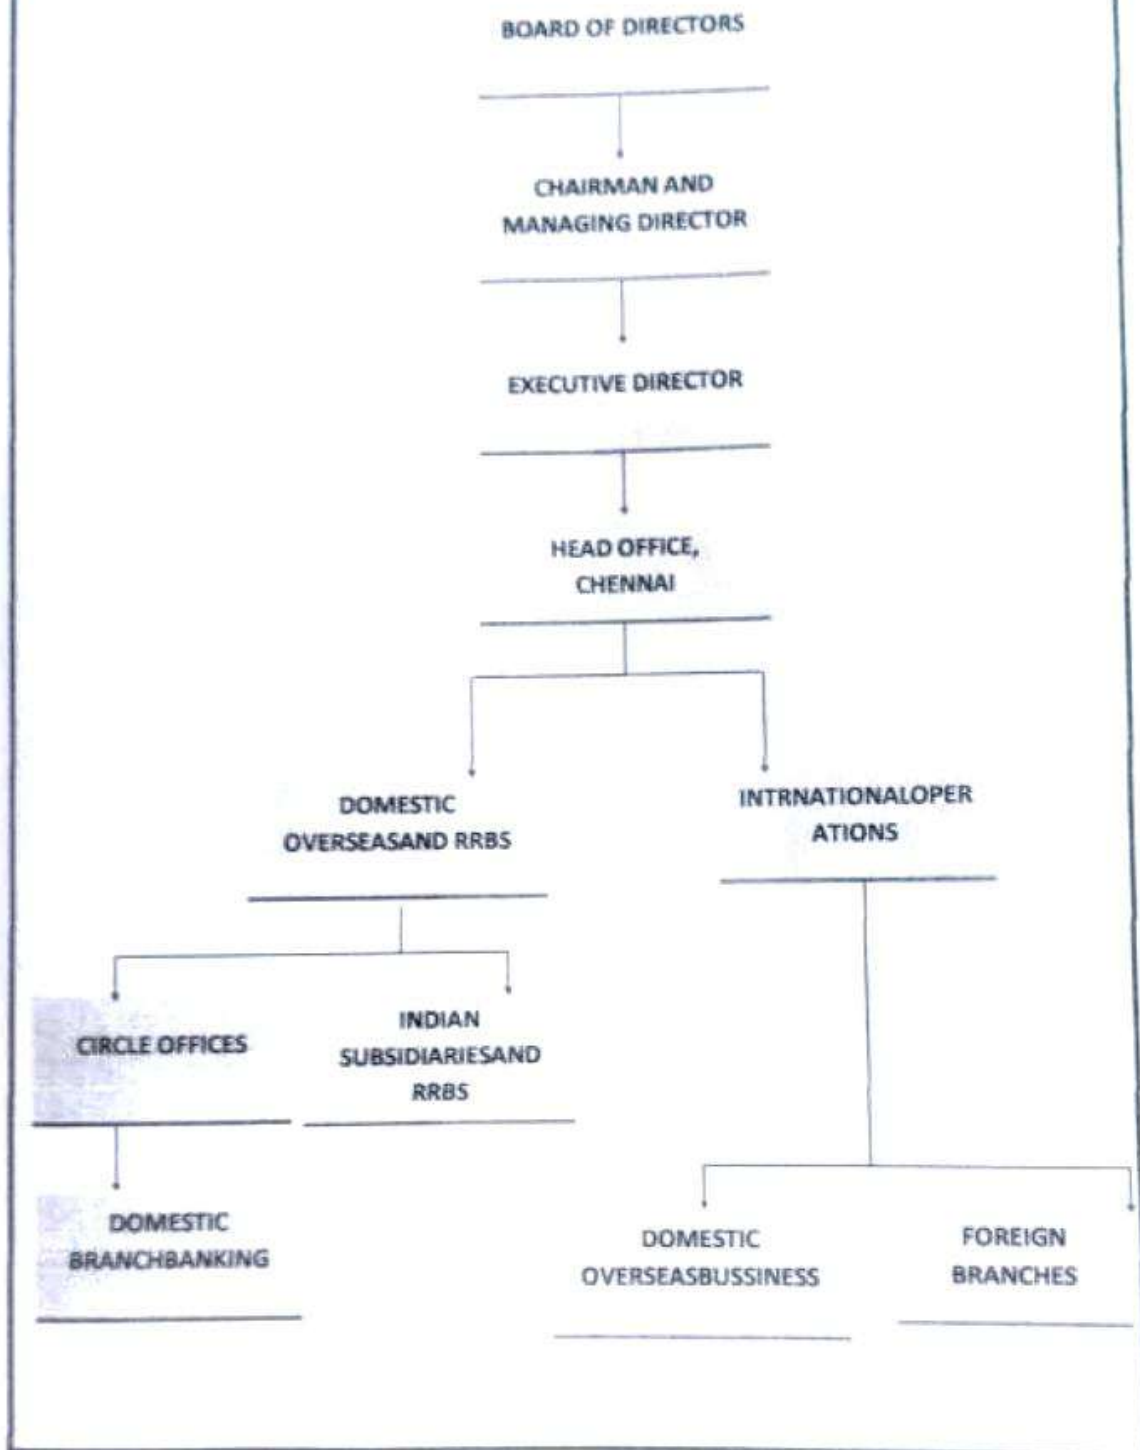 BOARD OF DIRECTORS
CHAIRMAN AND
MANAGING DIRECTOR
EXECUTIVE DIRECTOR
HEAD OFFICE,
CHENNAI
DOMESTIC
OVERSEASAND RRBS
INTRNATIONALOPER
ATIONS
CIRCLE OFFICES
INDIAN
SUBSIDIARIESAND
RRBS
DOMESTIC
BRANCHBANKING
DOMESTIC
OVERSEASBUSSINESS
FOREIGN
BRANCHES